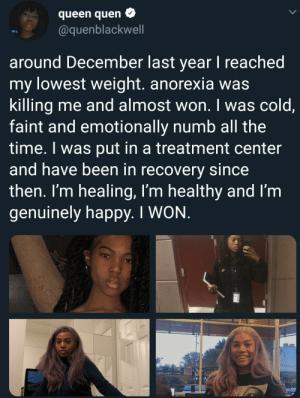 queen quen
@quenblackwell
around December last year I reached
my lowest weight. anorexia was
killing me and almost won. I was cold,
faint and emotionally numb all the
time. I was put in a treatment center
and have been in recovery since
then. I’m healing, I’m healthy and I’m
genuinely happy. I WON.